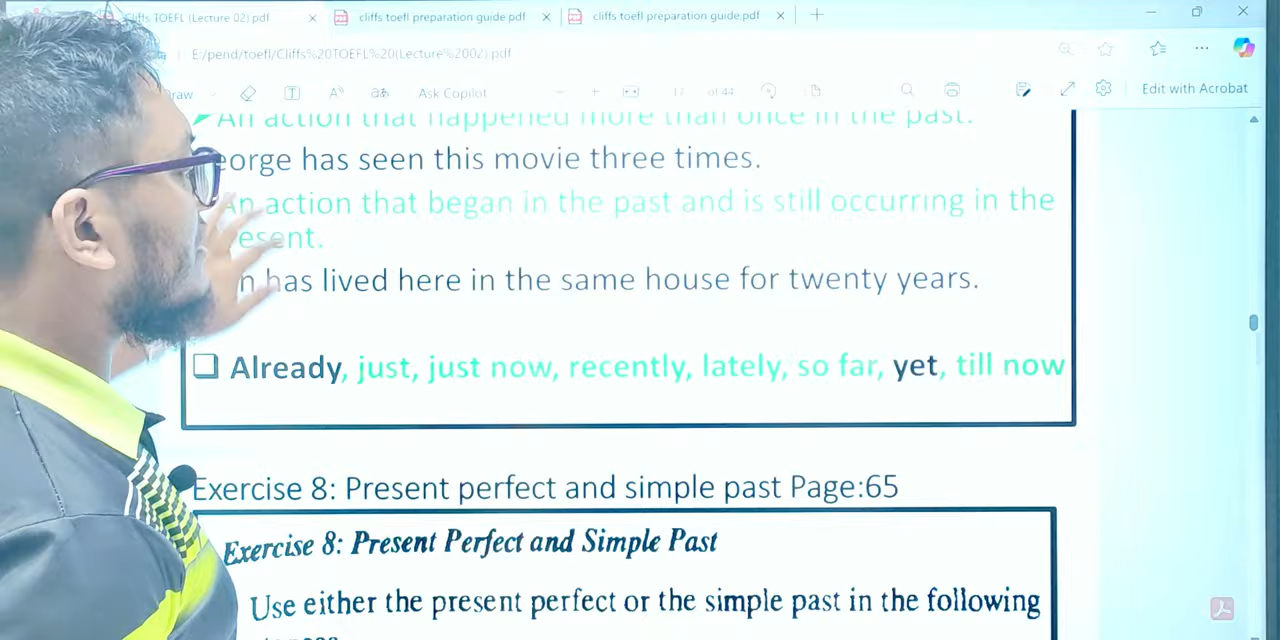 Cliffs TOEFL (Lecture 02).pdf
cliffs toefl preparation guide.pdf
cliffs toefl preparation guide.pdf
E:/pend/toefl/Cliffs%20TOEFL%20(Lecture%2002).pdf
raw
Ask Copilot
17 of 44
Edit with Acrobat
An action that happened more than once in the past.
eorge has seen this movie three times.
An action that began in the past and is still occurring in the
esent.
n has lived here in the same house for twenty years.
Already, just, just now, recently, lately, so far, yet, till now
Exercise 8: Present perfect and simple past Page:65
Exercise 8: Present Perfect and Simple Past
Use either the present perfect or the simple past in the following